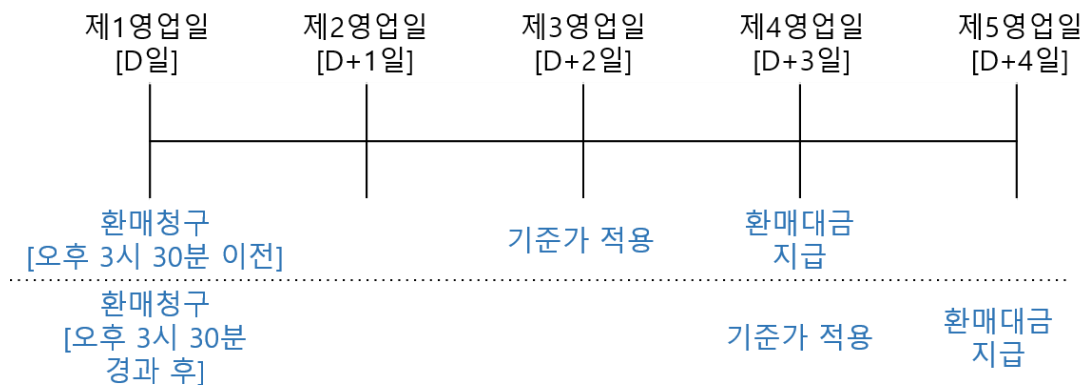 제1영업일 제2영업일 제3영업일 제4영업일 제5영업일
[D일] [D+1일] [D+2일] [D+3일] [D+4일]
환매청구
[오후 3시 30분 이전]
기준가 적용
환매대금
지급
환매청구
[오후 3시 30분
경과 후]
기준가 적용
환매대금
지급